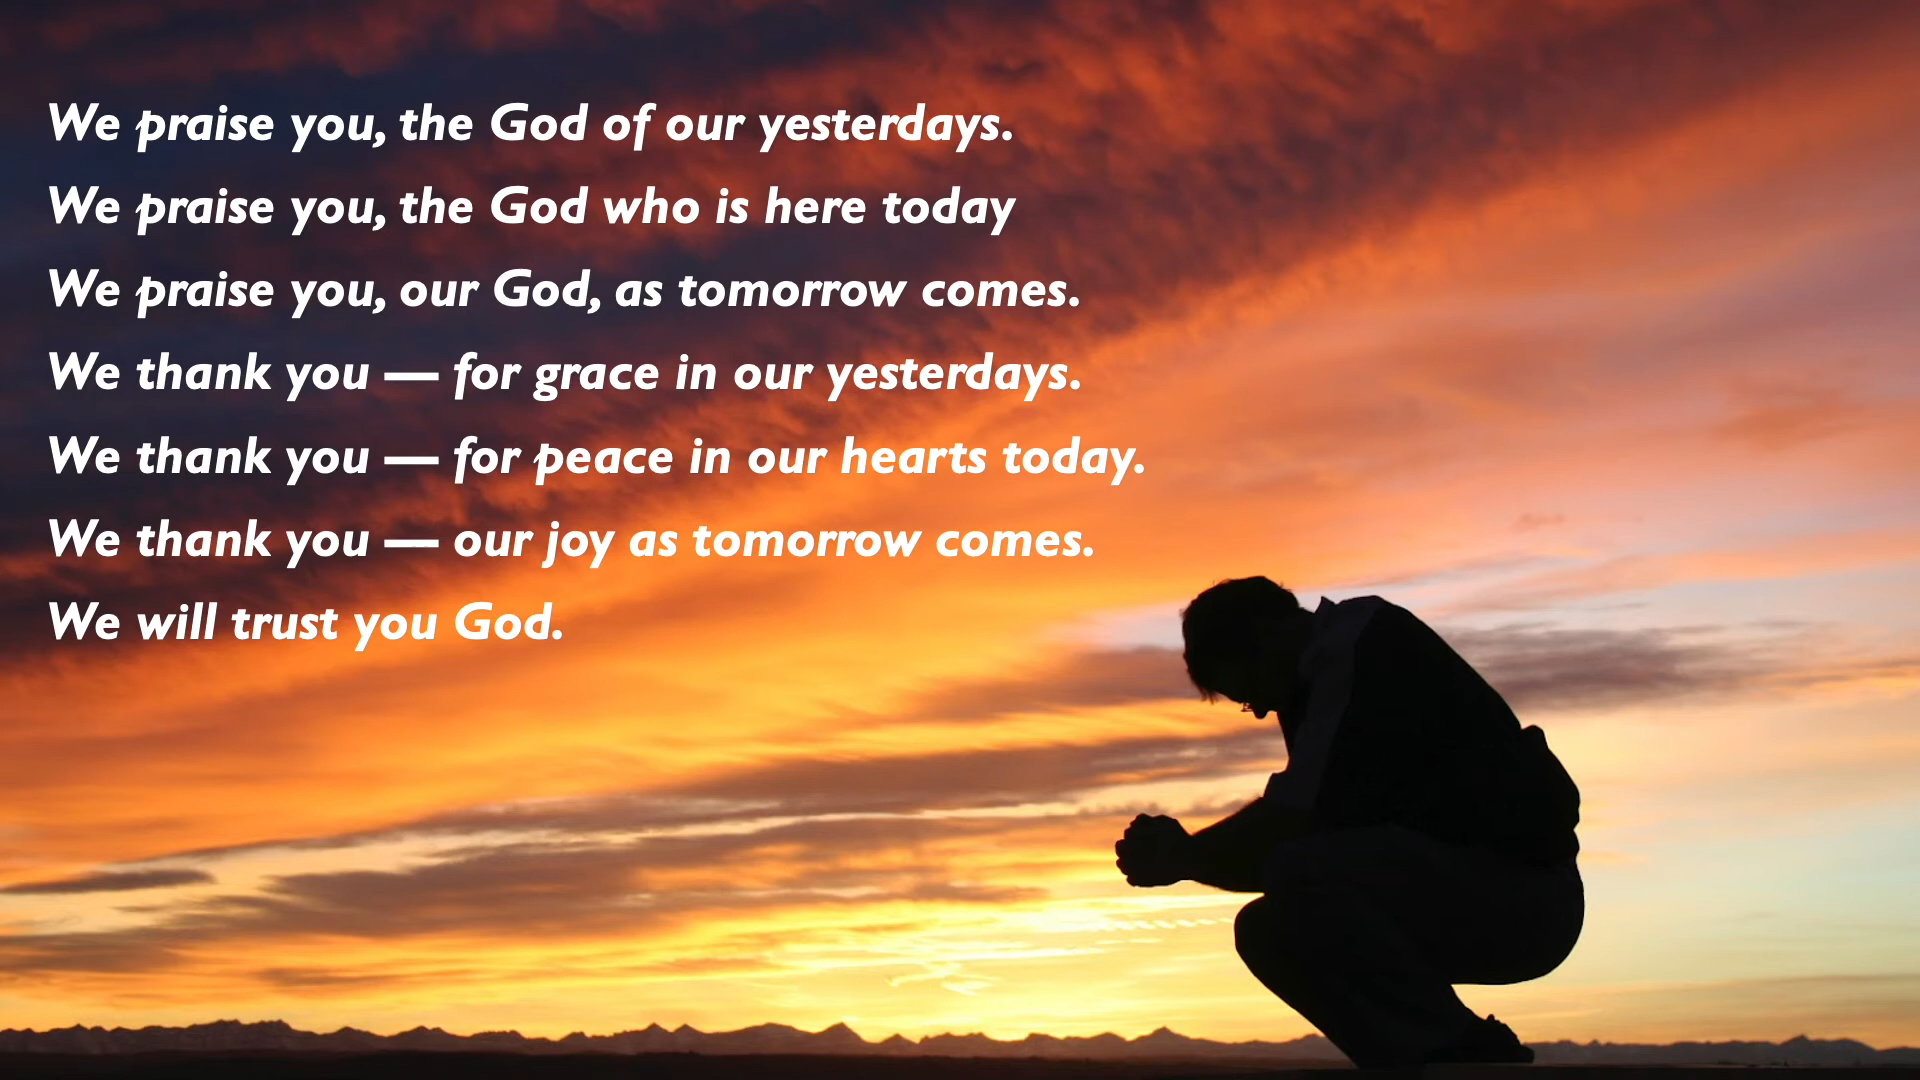 We praise you, the God of our yesterdays.
We praise you, the God who is here today
We praise you, our God, as tomorrow comes.
We thank you — for grace in our yesterdays.
We thank you — for peace in our hearts today.
We thank you — our joy as tomorrow comes.
We will trust you God.